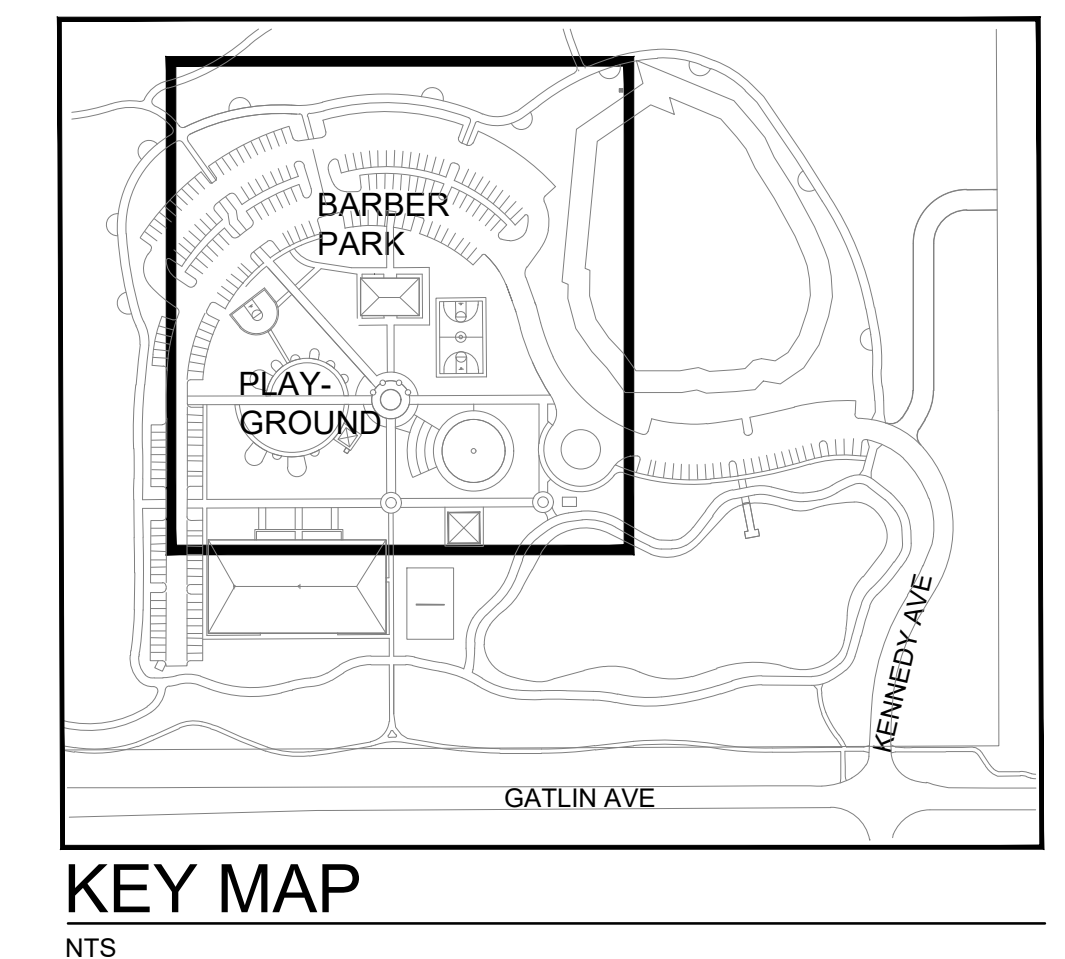 BARBER
PARK
PLAY-
GROUND
KENNEDY AVE
GATLIN AVE
KEY MAP
NTS